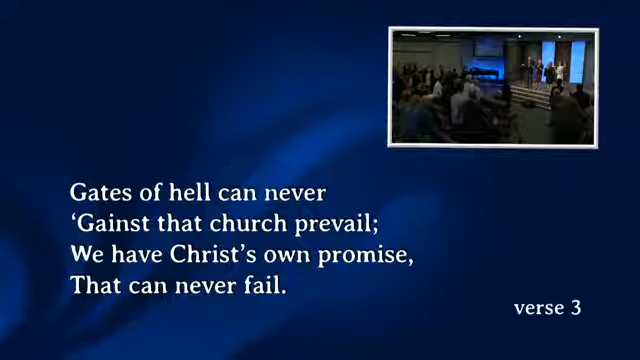 Gates of hell can never
‘Gainst that church prevail;
We have Christ’s own promise,
That can never fail.
verse 3